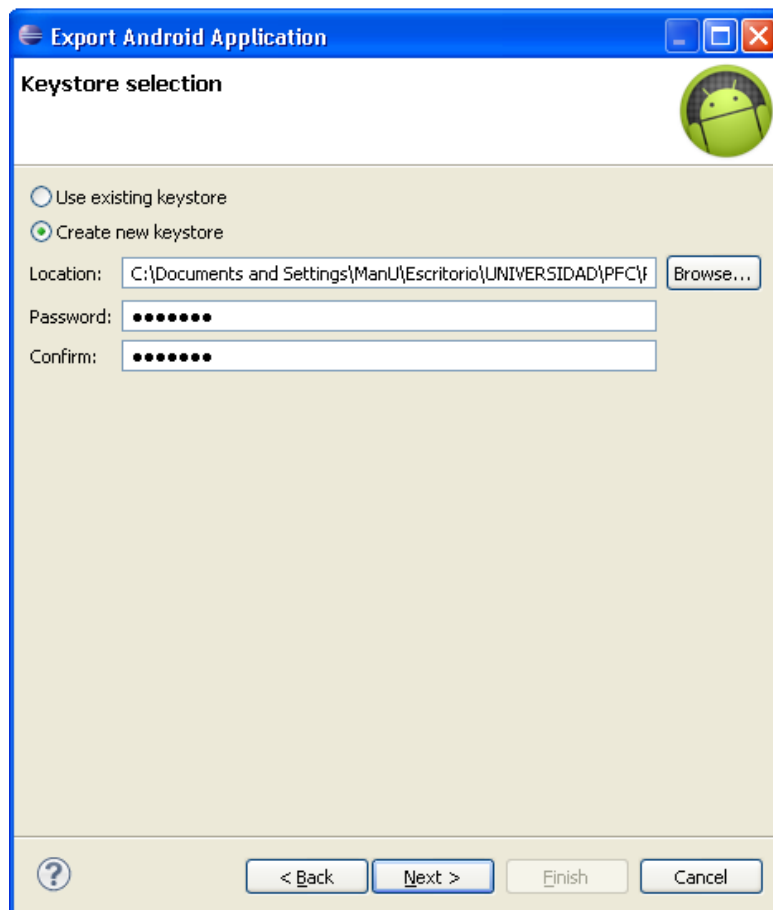 Export Android Application
Keystore selection
Use existing keystore
Create new keystore
Location: C:\Documents and Settings\ManU\Escritorio\UNIVERSIDAD\PFC\ Browse...
Password: •••••••
Confirm: •••••••
< Back Next > Finish Cancel